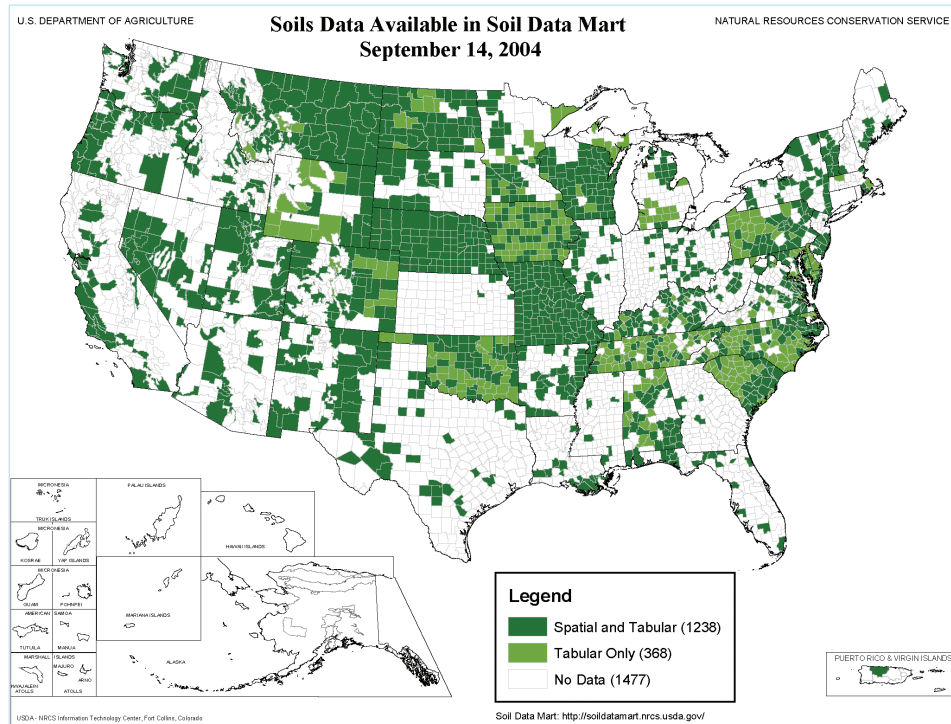 U.S. DEPARTMENT OF AGRICULTURE
Soils Data Available in Soil Data Mart
September 14, 2004
NATURAL RESOURCES CONSERVATION SERVICE
MICRONESIA
TRUK ISLANDS
PALAU ISLANDS
HAWAII ISLANDS
MICRONESIA
KOSRAE
YAP ISLANDS
MICRONESIA
GUAM
POHNPEI
MARIANA ISLANDS
AMERICAN SAMOA
TUTUILA
MANUA
MARSHALL ISLANDS
MAJURO
ARNO
KWAJALEIN
ATOLLS
ATOLLS
ALASKA
Legend
Spatial and Tabular (1238)
Tabular Only (368)
No Data (1477)
PUERTO RICO & VIRGIN ISLANDS
USDA - NRCS Information Technology Center, Fort Collins, Colorado
Soil Data Mart: http://soildatamart.nrcs.usda.gov/